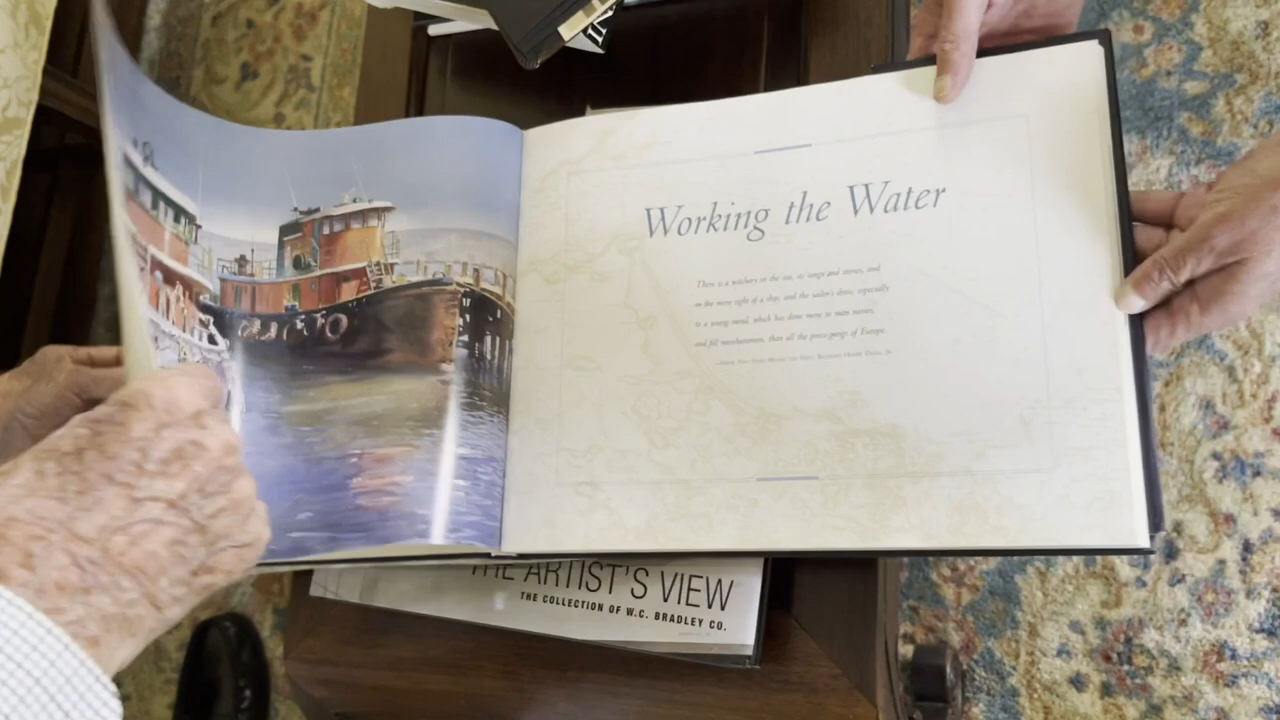 Working the Water
There is a witchery in the sea, its songs and stories, and
in the mere sight of a ship, and the sailor's dress, especially
to a young mind, which has done more to man navies,
and fill merchantmen, than all the press-gangs of Europe.
THE ARTIST'S VIEW
THE COLLECTION OF W.C. BRADLEY CO.